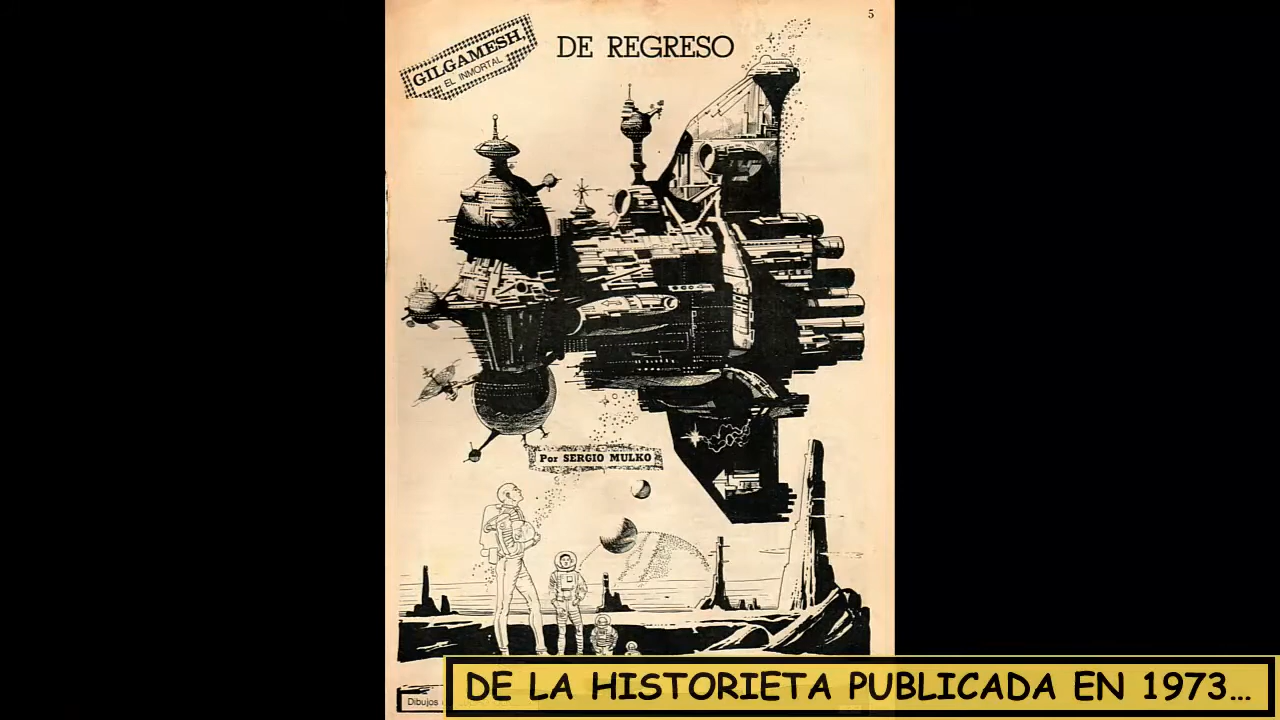 5
GILGAMESH
EL INMORTAL
DE REGRESO
Por SERGIO MULKO
Dibujos
DE LA HISTORIETA PUBLICADA EN 1973...